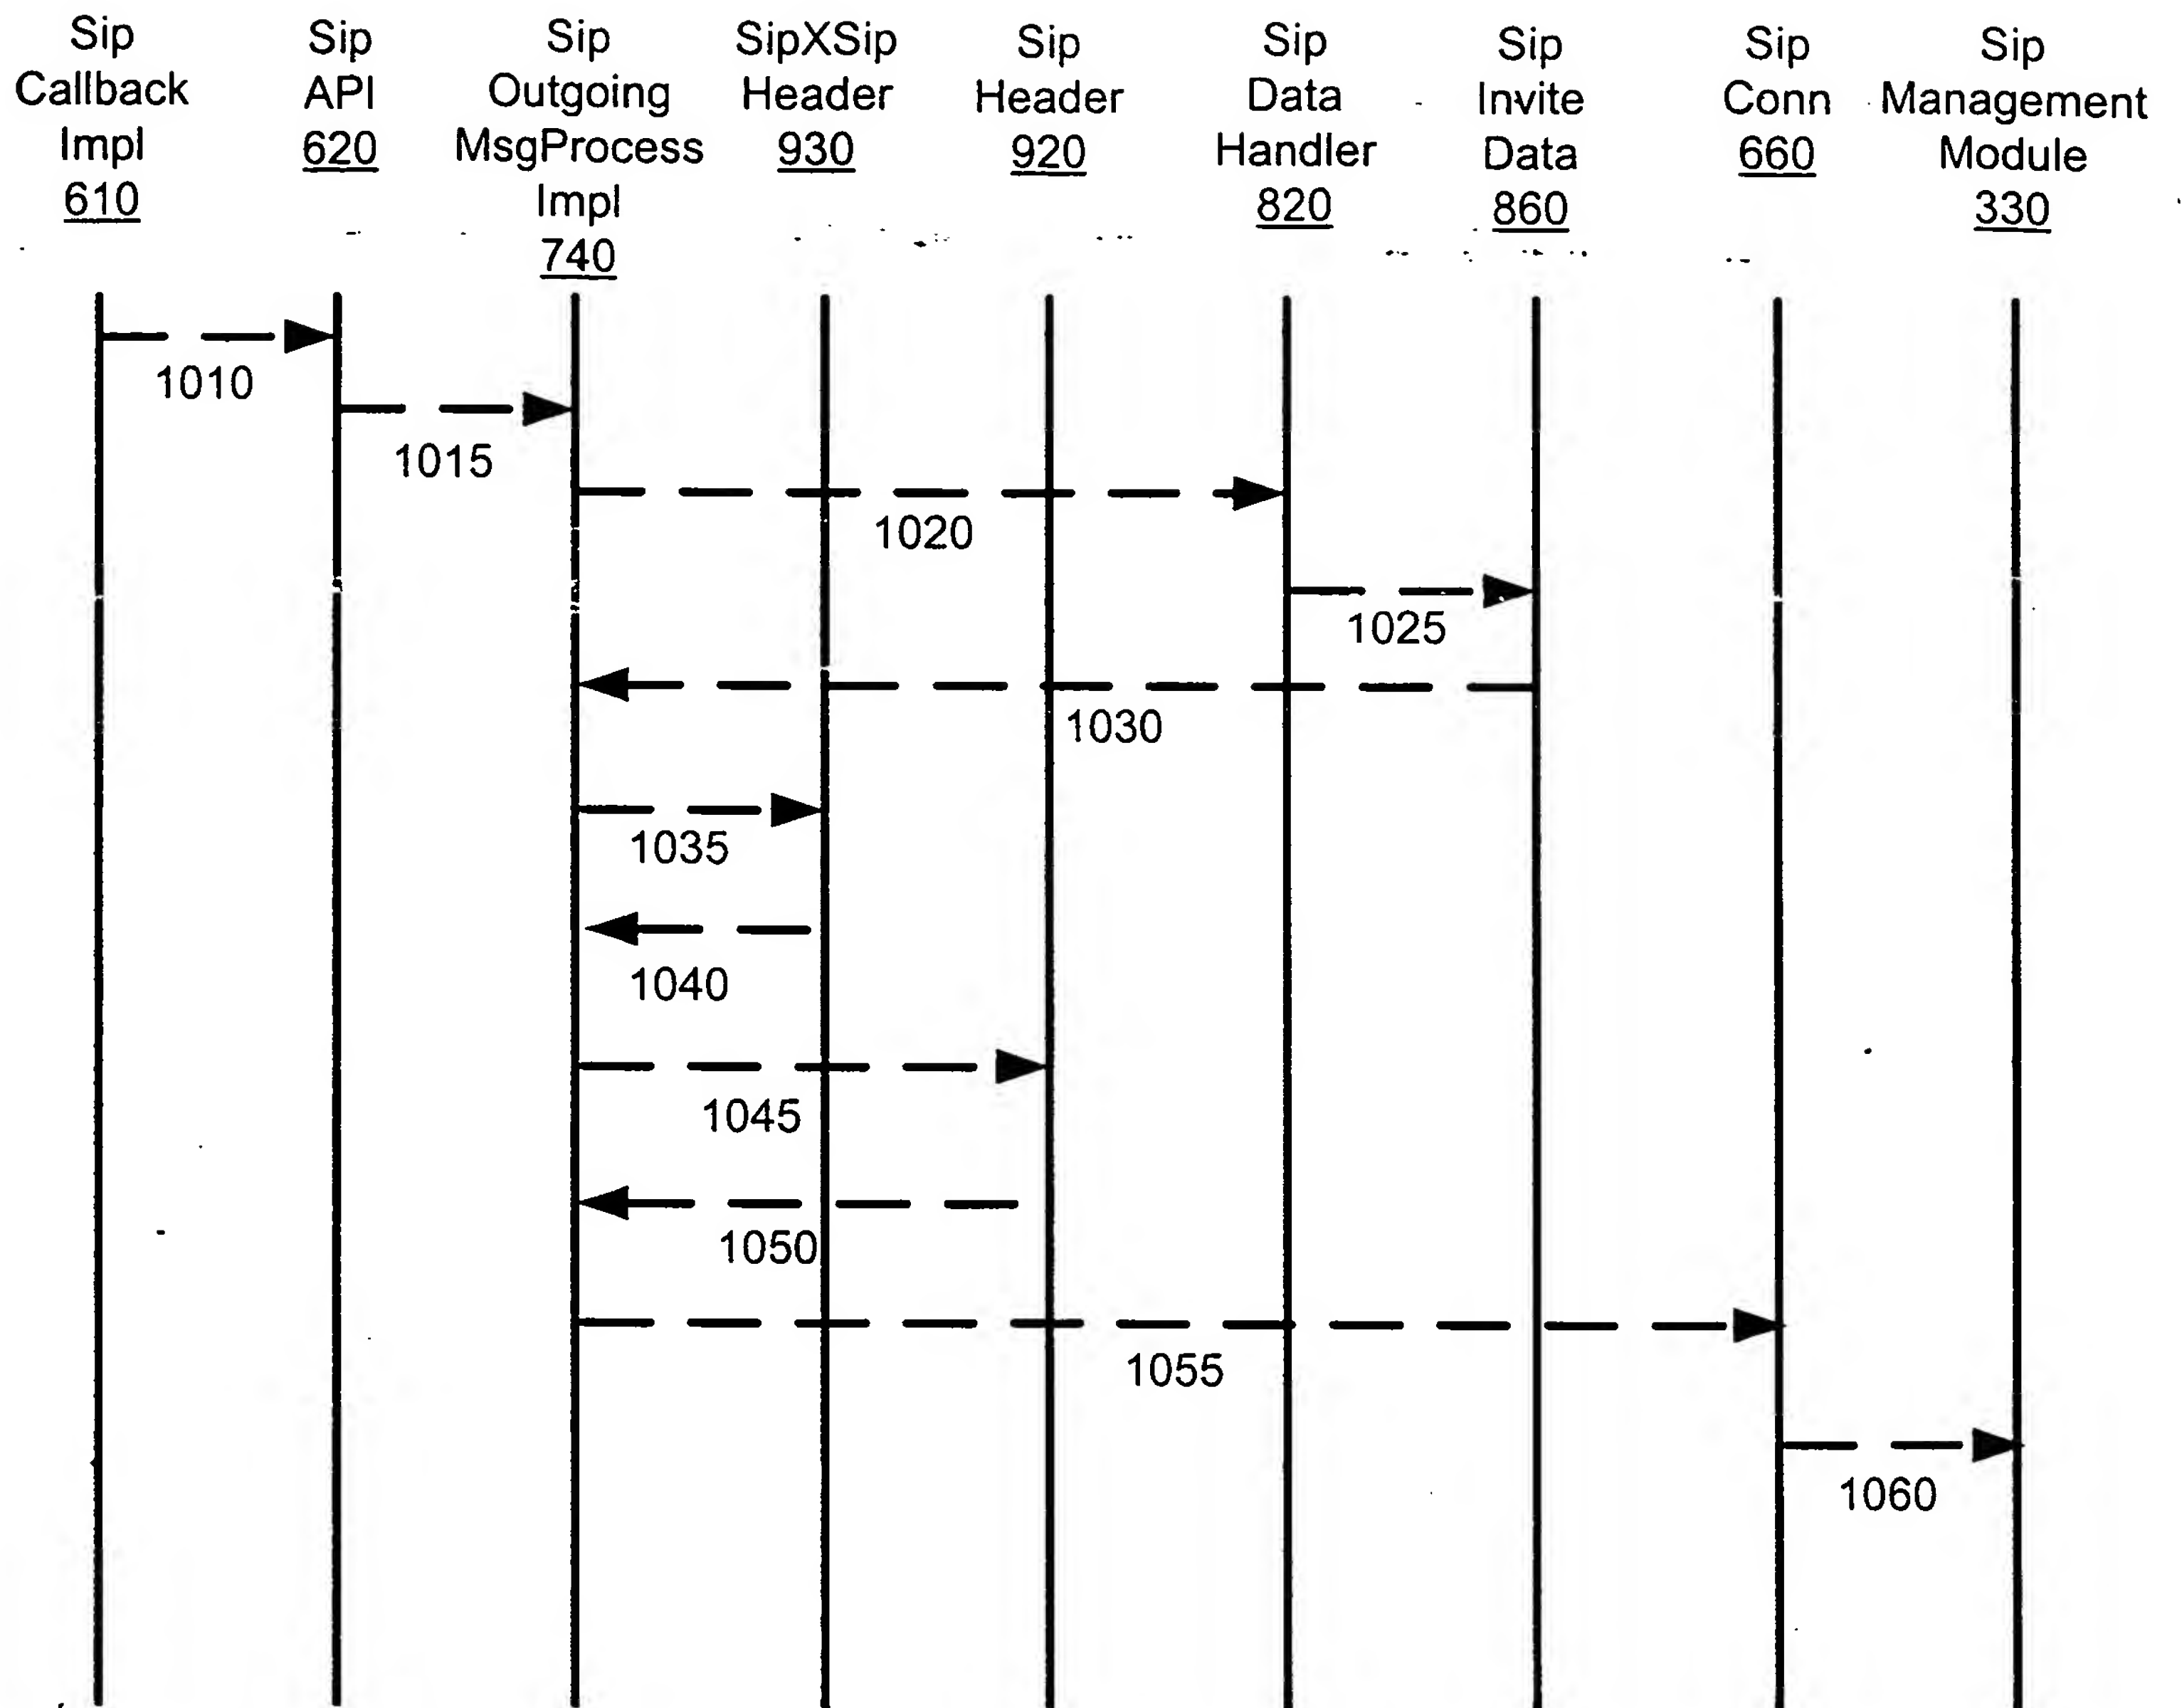 Sip
Callback
Impl
610
Sip
API
620
Sip
Outgoing
MsgProcess
Impl
740
SipXSip
Header
930
Sip
Header
920
Sip
Data
Handler
820
Sip
Invite
Data
860
Sip
Conn
660
Sip
Management
Module
330
1010
1015
1020
1025
1030
1035
1040
1045
1050
1055
1060